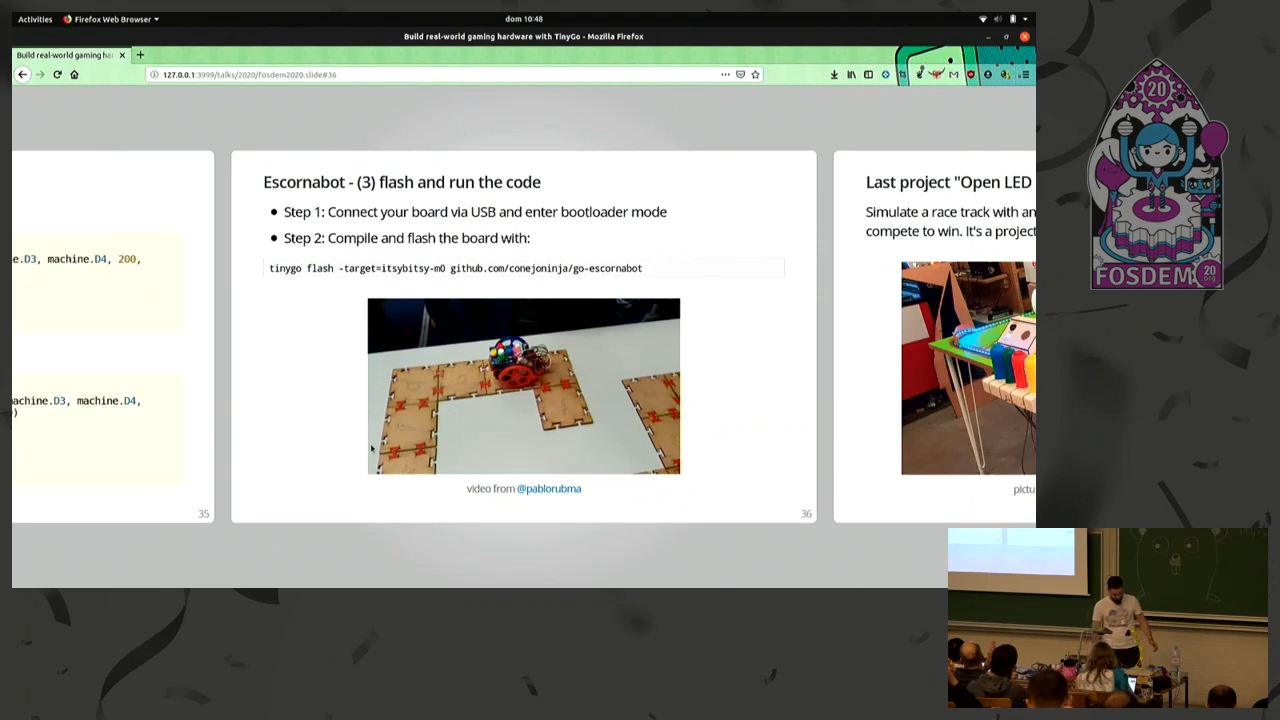 Activities
Firefox Web Browser
dom 10:48
Build real-world gaming hardware with TinyGo - Mozilla Firefox
Build real-world gaming har
127.0.0.1:3999/talks/2020/fosdem2020.slide#36
e.D3, machine.D4, 200,
achine.D3, machine.D4,
)
35
Escornabot - (3) flash and run the code
Step 1: Connect your board via USB and enter bootloader mode
Step 2: Compile and flash the board with:
tinygo flash -target=itsybitsy-m0 github.com/conejoninja/go-escornabot
video from @pablorubma
36
Last project "Open LED
Simulate a race track with an
compete to win. It's a project
pictu
20
FOSDEM
20
.org